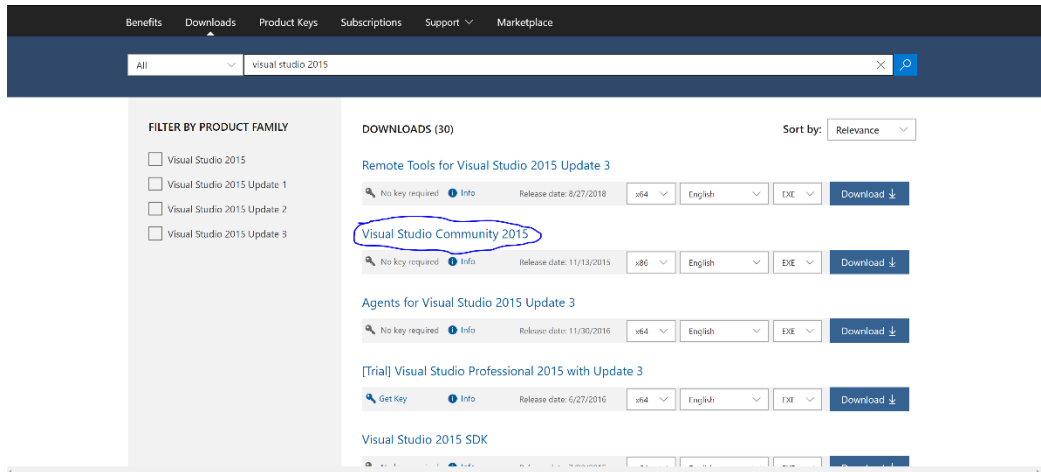 Benefits Downloads Product Keys Subscriptions Support Marketplace
All visual studio 2015
FILTER BY PRODUCT FAMILY
Visual Studio 2015
Visual Studio 2015 Update 1
Visual Studio 2015 Update 2
Visual Studio 2015 Update 3
DOWNLOADS (30) Sort by: Relevance
Remote Tools for Visual Studio 2015 Update 3
No key required Info Release date: 8/27/2018 x64 English EXE Download
Visual Studio Community 2015
No key required Info Release date: 11/13/2015 x86 English EXE Download
Agents for Visual Studio 2015 Update 3
No key required Info Release date: 11/30/2016 x64 English EXE Download
[Trial] Visual Studio Professional 2015 with Update 3
Get Key Info Release date: 6/27/2016 x64 English EXE Download
Visual Studio 2015 SDK